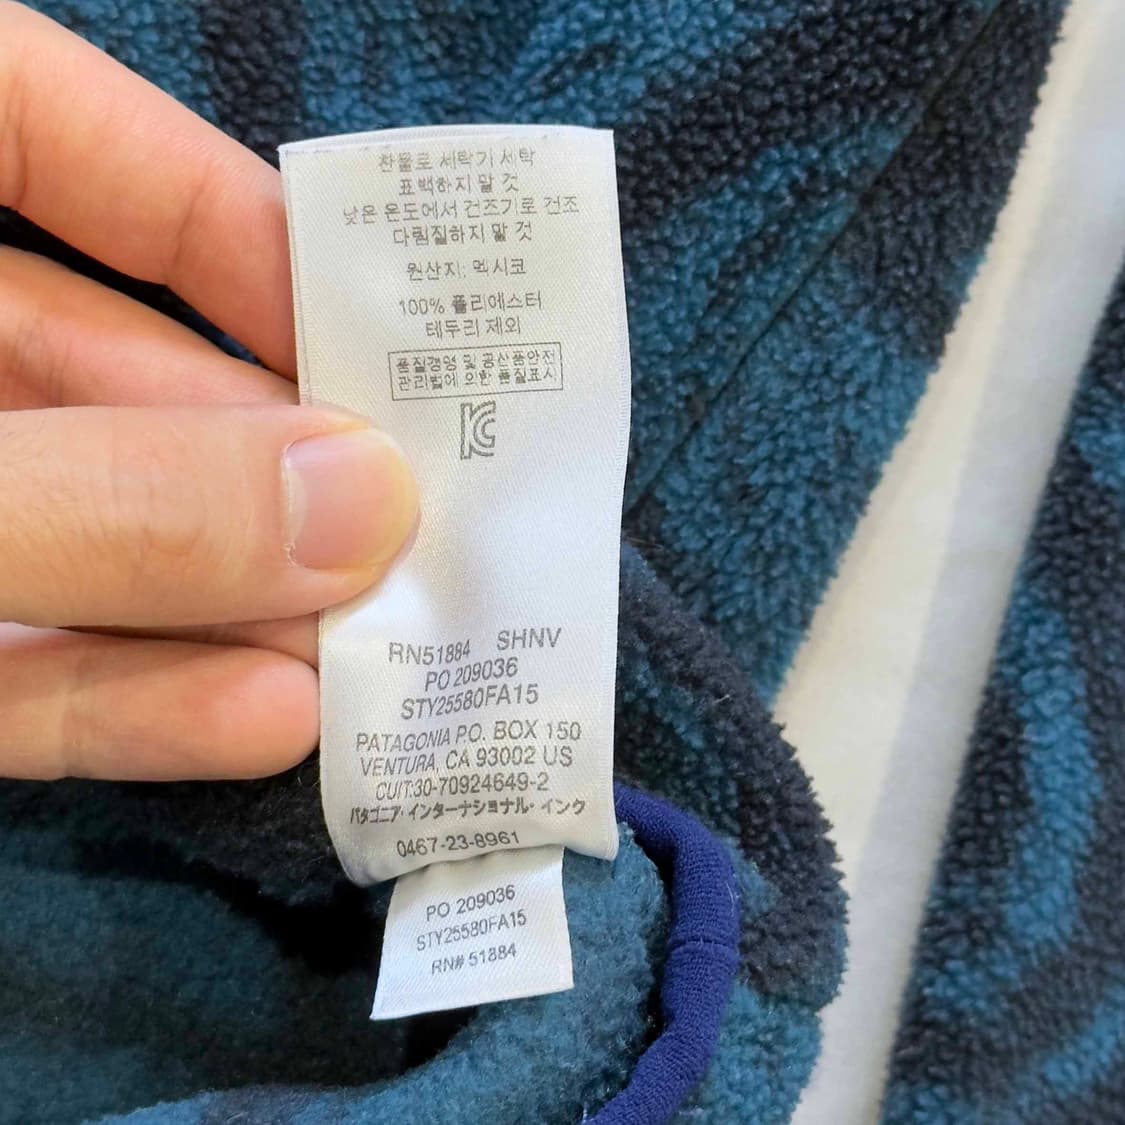 찬물로 세탁기 세탁
표백하지 말 것
낮은 온도에서 건조기로 건조
다림질하지 말 것
원산지: 멕시코
100% 폴리에스터
테두리 제외
품질경영 및 공산품안전
관리법에 의한 품질표시
KC
RN51884 SHNV
PO 209036
STY25580FA15
PATAGONIA P.O. BOX 150
VENTURA, CA 93002 US
CUIT:30-70924649-2
パタゴニア・インターナショナル・インク
0467-23-8961
PO 209036
STY25580FA15
RN# 51884